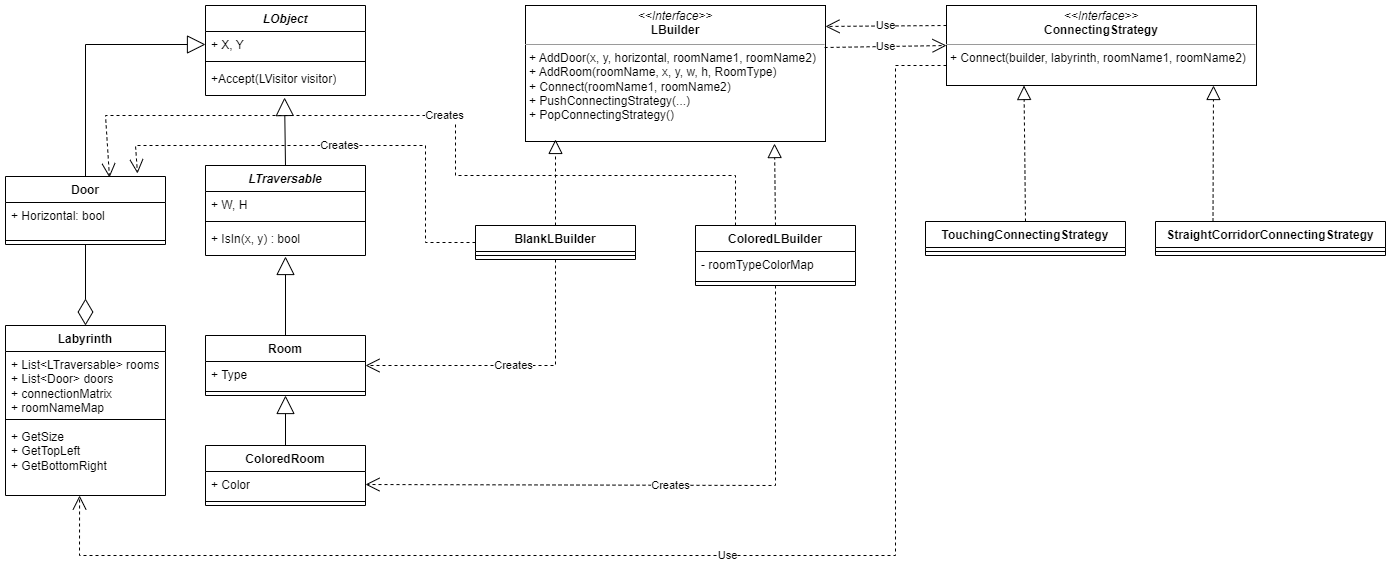 LObject
+ X, Y
+Accept(LVisitor visitor)
<<Interface>>
LBuilder
+ AddDoor(x, y, horizontal, roomName1, roomName2)
+ AddRoom(roomName, x, y, w, h, RoomType)
+ Connect(roomName1, roomName2)
+ PushConnectingStrategy(...)
+ PopConnectingStrategy()
Use
Use
<<Interface>>
ConnectingStrategy
+ Connect(builder, labyrinth, roomName1, roomName2)
Creates
Creates
Door
+ Horizontal: bool
LTraversable
+ W, H
+ IsIn(x, y) : bool
BlankLBuilder
ColoredLBuilder
- roomTypeColorMap
TouchingConnectingStrategy
StraightCorridorConnectingStrategy
Labyrinth
+ List<LTraversable> rooms
+ List<Door> doors
+ connectionMatrix
+ roomNameMap
+ GetSize
+ GetTopLeft
+ GetBottomRight
Room
+ Type
Creates
ColoredRoom
+ Color
Creates
Use